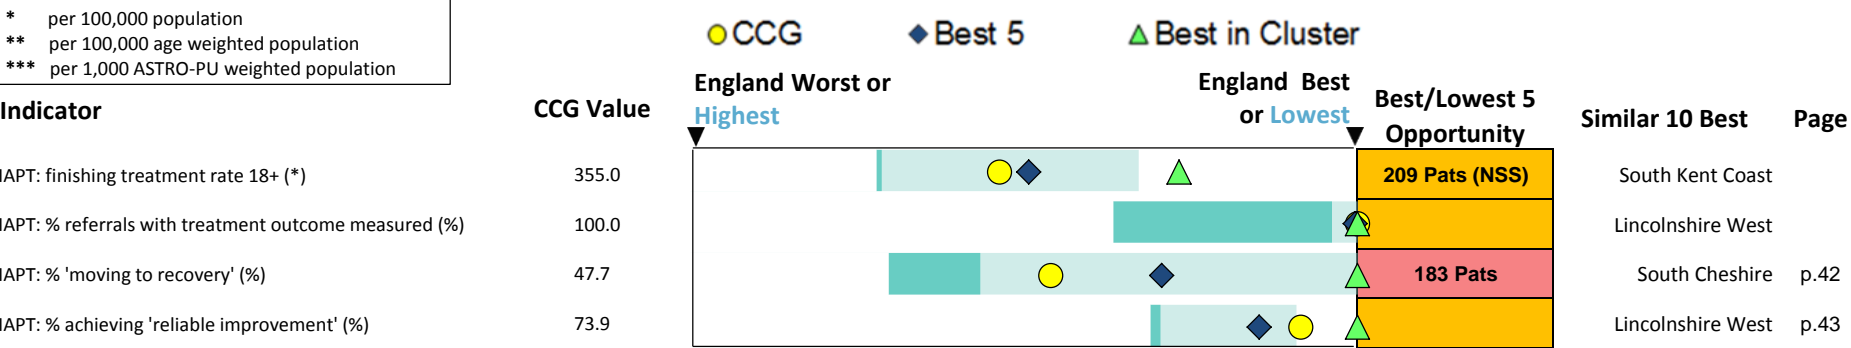 * per 100,000 population
** per 100,000 age weighted population
*** per 1,000 ASTRO-PU weighted population
CCG Best 5 Best in Cluster
England Worst or Highest
England Best or Lowest
Indicator CCG Value Best/Lowest 5 Opportunity Similar 10 Best Page
IAPT: finishing treatment rate 18+ (*) 355.0 209 Pats (NSS) South Kent Coast
IAPT: % referrals with treatment outcome measured (%) 100.0 Lincolnshire West
IAPT: % 'moving to recovery' (%) 47.7 183 Pats South Cheshire p.42
IAPT: % achieving 'reliable improvement' (%) 73.9 Lincolnshire West p.43